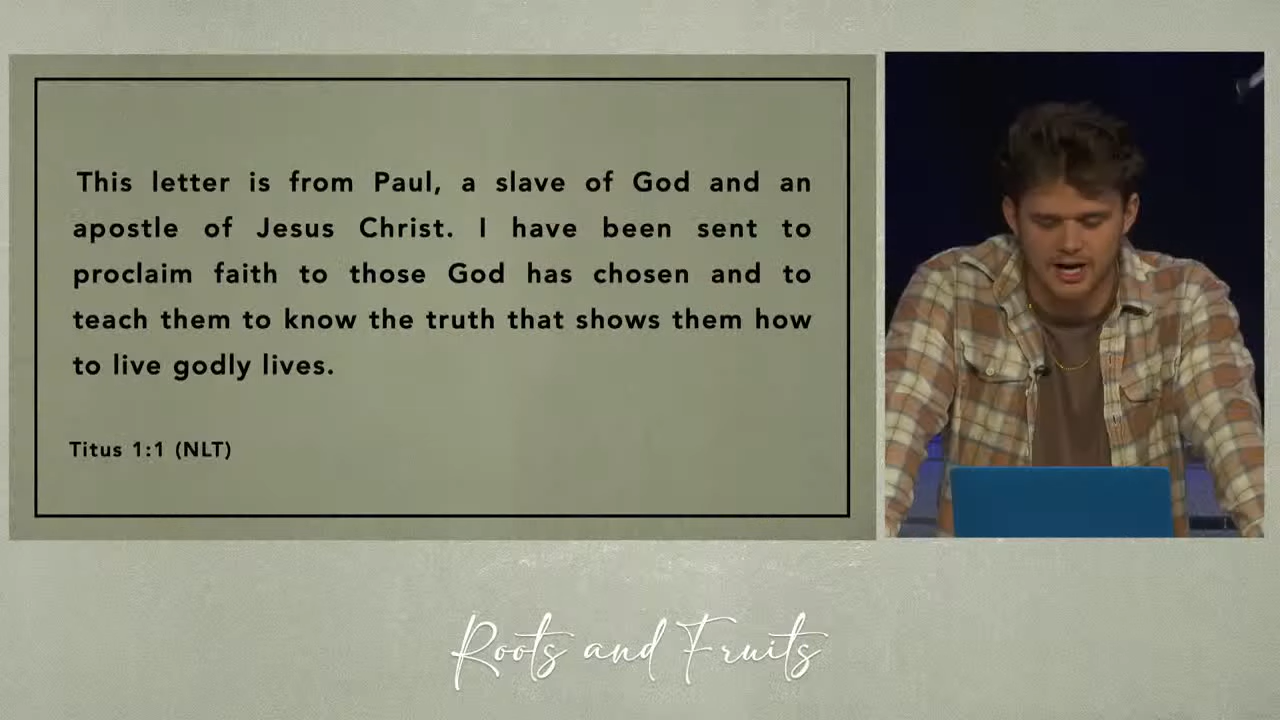 This letter is from Paul, a slave of God and an
apostle of Jesus Christ. I have been sent to
proclaim faith to those God has chosen and to
teach them to know the truth that shows them how
to live godly lives.
Titus 1:1 (NLT)
Roots and Fruits